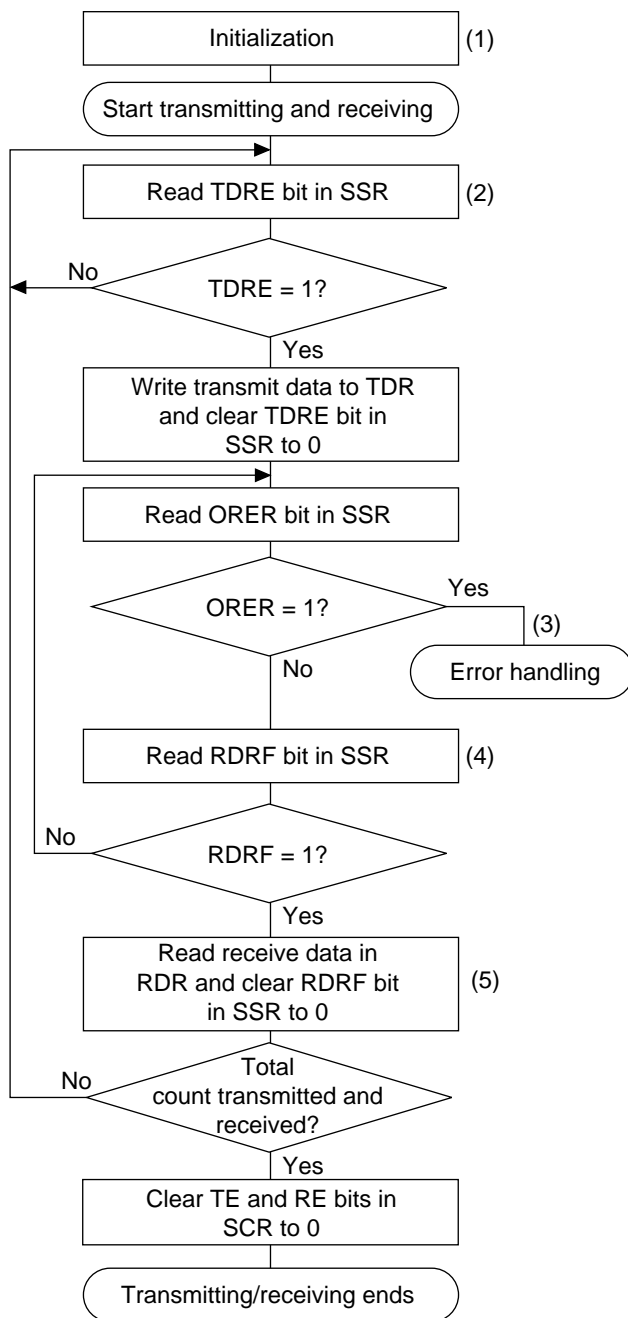 Initialization
(1)
Start transmitting and receiving
Read TDRE bit in SSR
(2)
No
TDRE = 1?
Yes
Write transmit data to TDR
and clear TDRE bit in
SSR to 0
Read ORER bit in SSR
Yes
ORER = 1?
(3)
No
Error handling
Read RDRF bit in SSR
(4)
No
RDRF = 1?
Yes
Read receive data in
RDR and clear RDRF bit
in SSR to 0
(5)
Total
No
count transmitted and
received?
Yes
Clear TE and RE bits in
SCR to 0
Transmitting/receiving ends